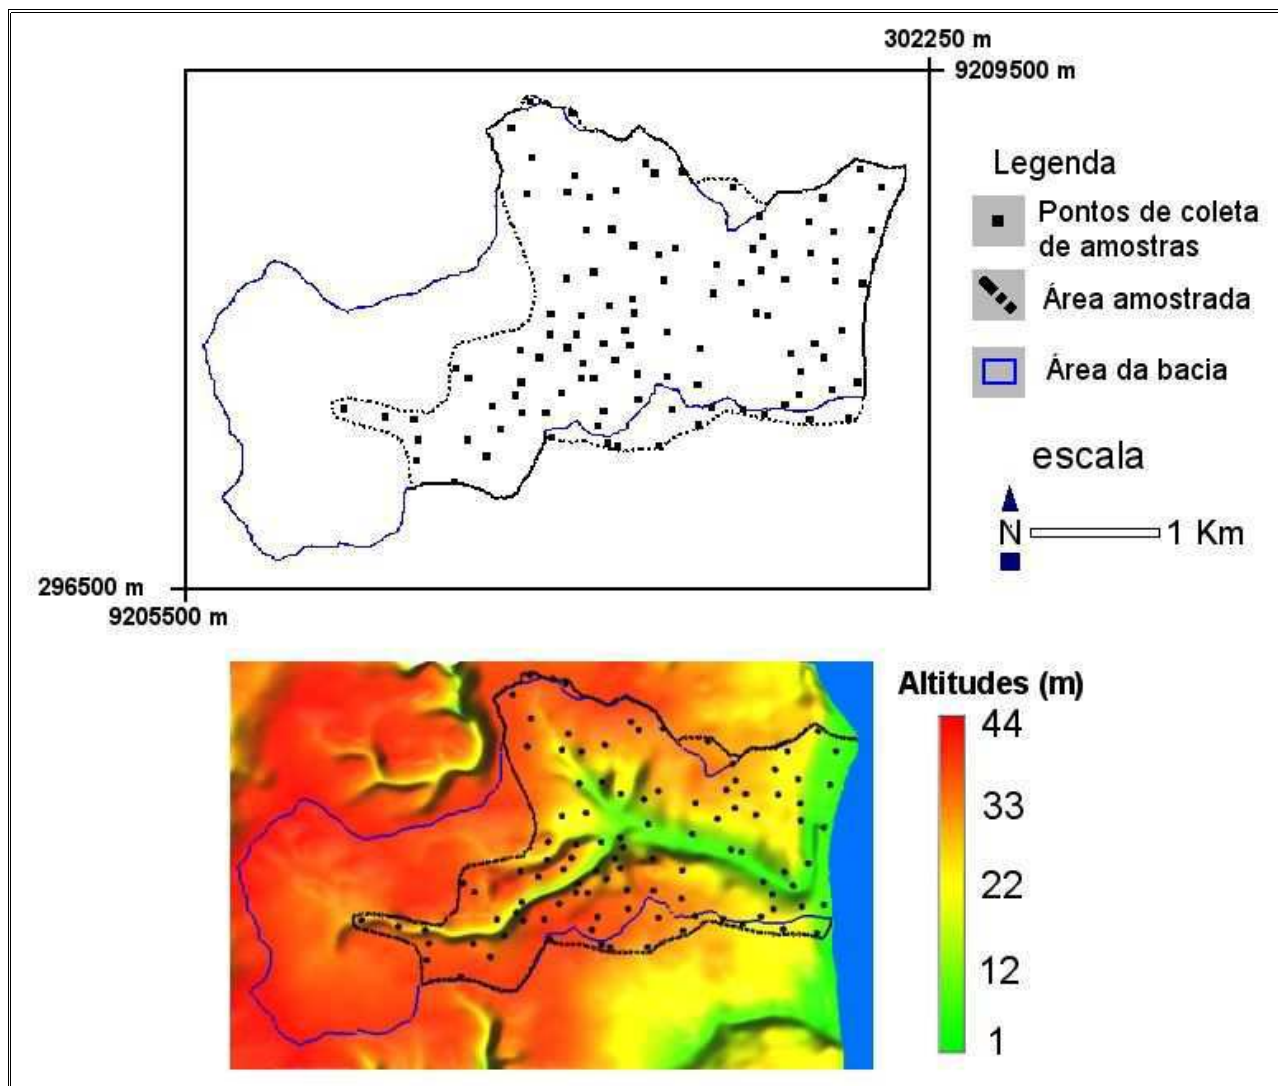 302250 m
9209500 m
Legenda
Pontos de coleta
de amostras
Área amostrada
Área da bacia
escala
N
1 Km
296500 m
9205500 m
Altitudes (m)
44
33
22
12
1